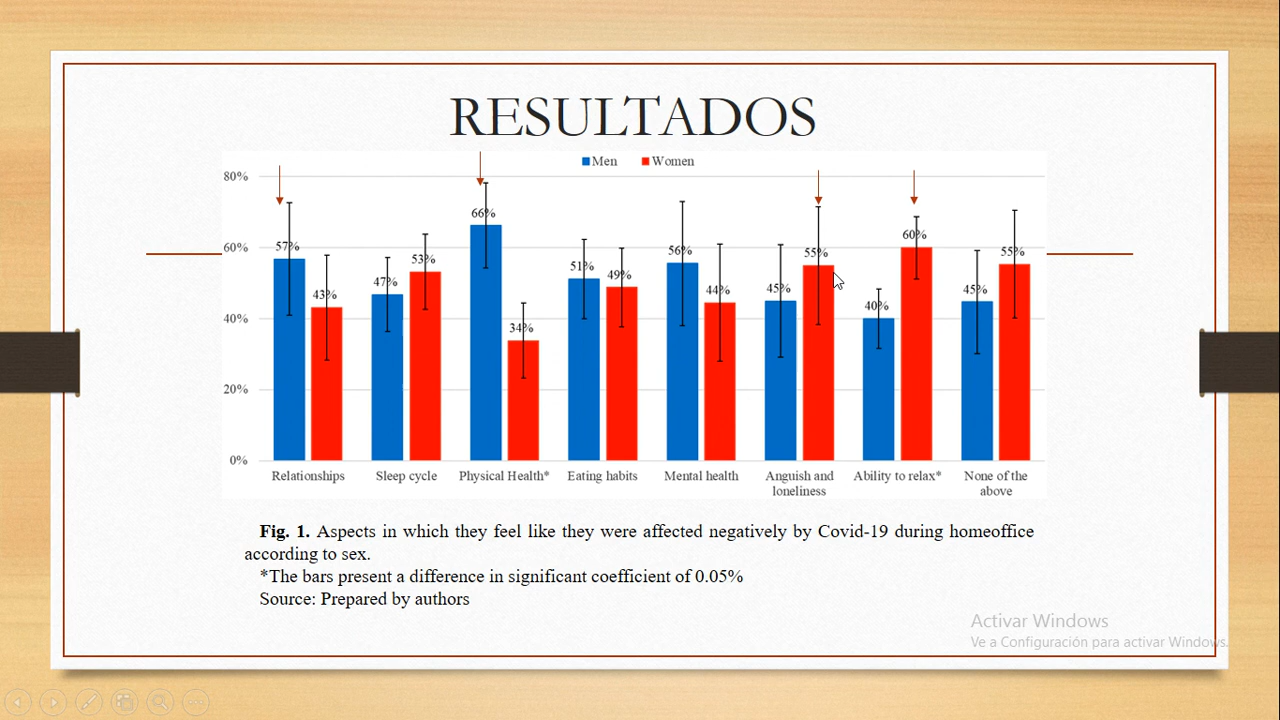 RESULTADOS
Men Women
80%
60%
40%
20%
0%
57% 43% 47% 53% 66% 34% 51% 49% 56% 44% 45% 55% 40% 60% 45% 55%
Relationships Sleep cycle Physical Health* Eating habits Mental health Anguish and Ability to relax* None of the
loneliness above
Fig. 1. Aspects in which they feel like they were affected negatively by Covid-19 during homeoffice
according to sex.
*The bars present a difference in significant coefficient of 0.05%
Source: Prepared by authors
Activar Windows
Ve a Configuración para activar Windows.